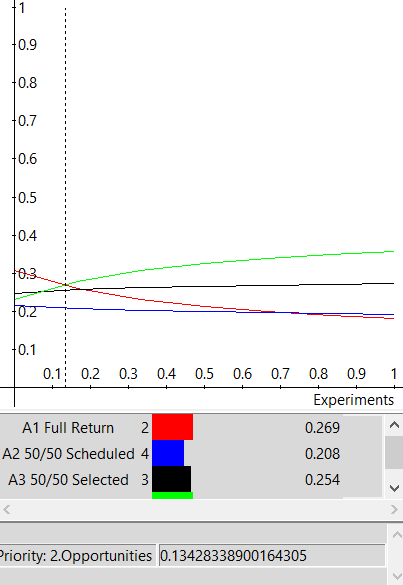 1
0.9
0.8
0.7
0.6
0.5
0.4
0.3
0.2
0.1
0.1 0.2 0.3 0.4 0.5 0.6 0.7 0.8 0.9 1
Experiments
A1 Full Return 2 0.269
A2 50/50 Scheduled 4 0.208
A3 50/50 Selected 3 0.254
Priority: 2.Opportunities 0.13428338900164305